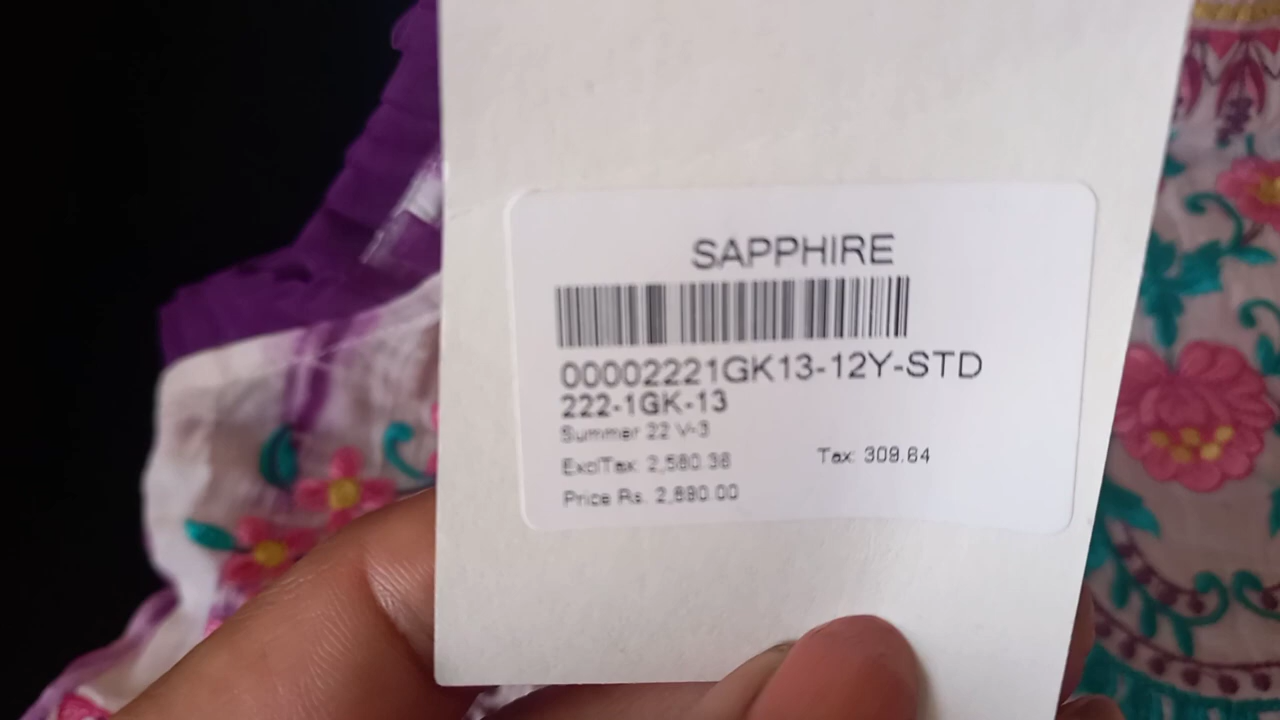 SAPPHIRE
00002221GK13-12Y-STD
222-1GK-13
Summer 22 V-3
ExclTax: 2,580.36 Tax: 309.64
Price Rs. 2,890.00